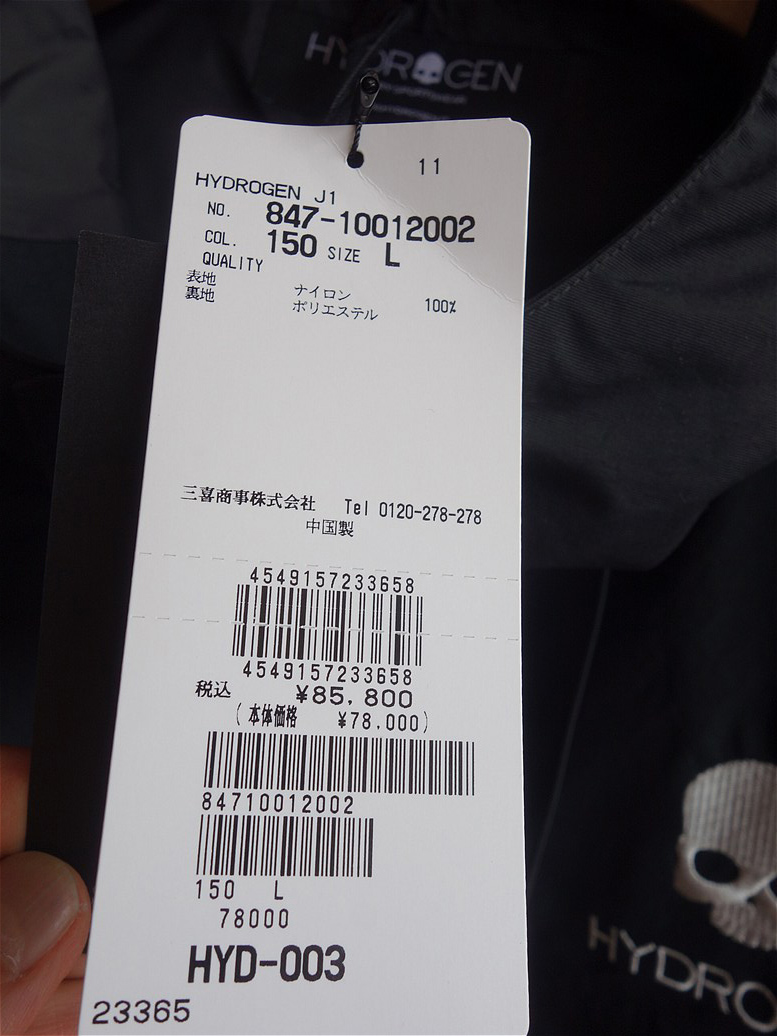 HYDROGEN
11
HYDROGEN J1
NO. 847-10012002
COL. 150 SIZE L
QUALITY
表地 ナイロン 100%
裏地 ポリエステル
三喜商事株式会社 Tel 0120-278-278
中国製
4549157233658
4549157233658
税込 ¥85,800
(本体価格 ¥78,000)
84710012002
150 L
78000
HYD-003
23365
HYDRO